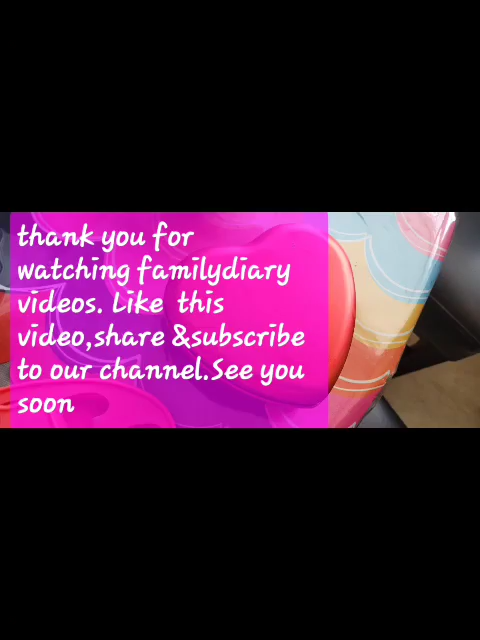 thank you for
watching familydiary
videos. Like  this
video,share &subscribe
to our channel.See you
soon